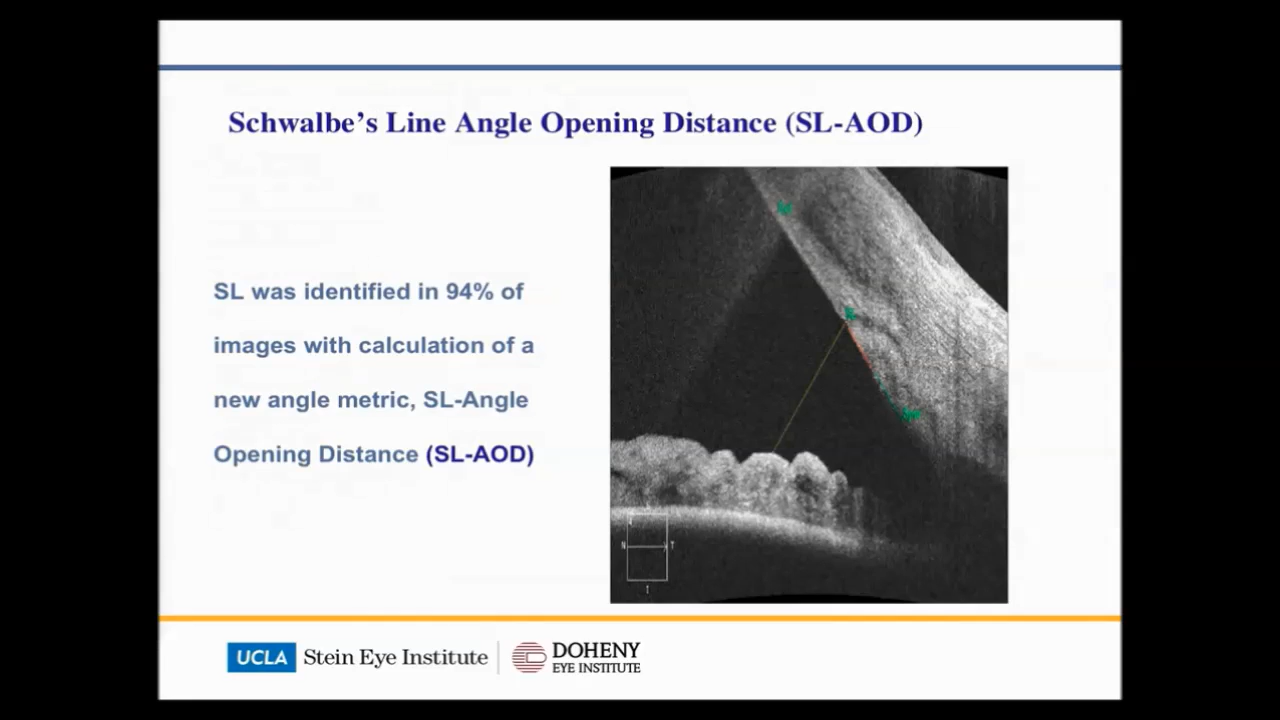 Schwalbe's Line Angle Opening Distance (SL-AOD)
SL was identified in 94% of
images with calculation of a
new angle metric, SL-Angle
Opening Distance (SL-AOD)
N T
I
UCLA Stein Eye Institute
DOHENY
EYE INSTITUTE